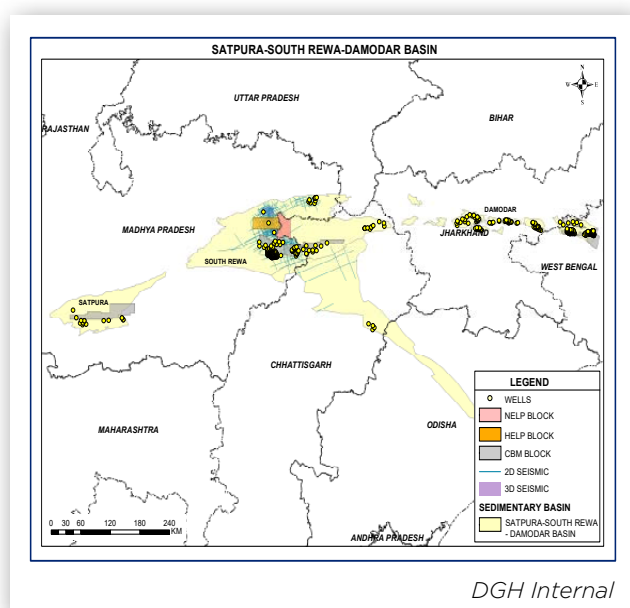 SATPURA-SOUTH REWA-DAMODAR BASIN
N
W E
S
UTTAR PRADESH
RAJASTHAN
BIHAR
DAMODAR
MADHYA PRADESH
JHARKHAND
SOUTH REWA
WEST BENGAL
SATPURA
CHHATTISGARH
LEGEND
WELLS
NELP BLOCK
HELP BLOCK
CBM BLOCK
2D SEISMIC
3D SEISMIC
SEDIMENTARY BASIN
SATPURA-SOUTH REWA
- DAMODAR BASIN
MAHARASHTRA
ODISHA
0 30 60 120 180 240
KM
ANDHRA PRADESH
DGH Internal